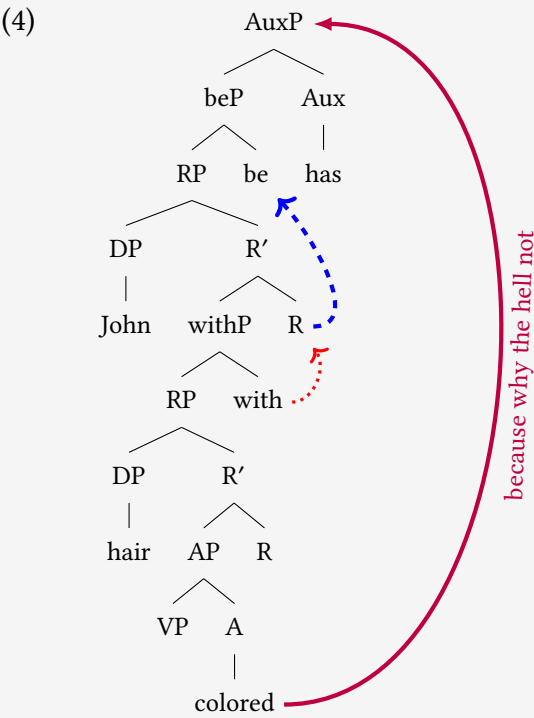 (4)
AuxP
beP Aux
RP be has
DP R′
John withP R
RP with
DP R′
hair AP R
VP A
colored
because why the hell not